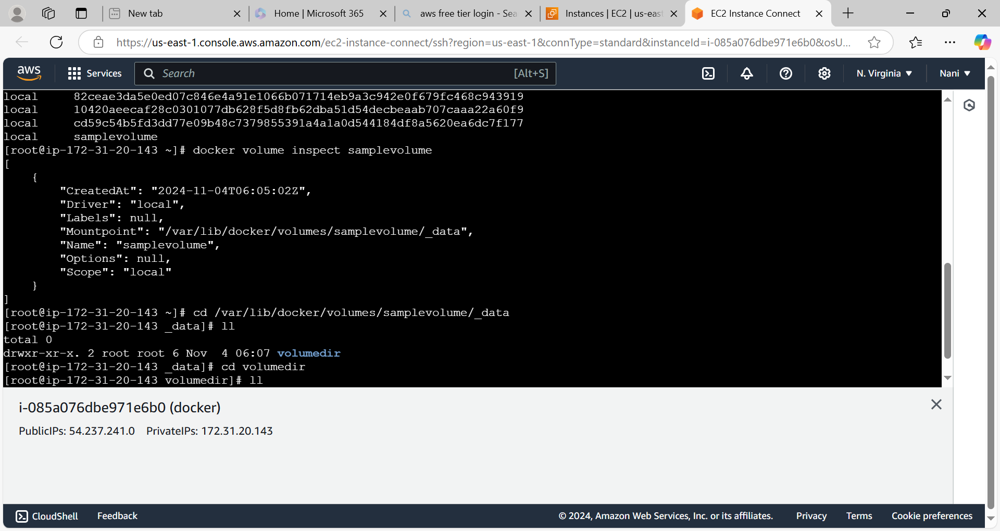 New tab
Home | Microsoft 365
aws free tier login - Sea
Instances | EC2 | us-east
EC2 Instance Connect
https://us-east-1.console.aws.amazon.com/ec2-instance-connect/ssh?region=us-east-1&connType=standard&instanceId=i-085a076dbe971e6b0&osU...
aws
Services
Search
[Alt+S]
N. Virginia
Nani
local     82ceae3da5e0ed07c846e4a91e1066b071714eb9a3c942e0f679fc468c943919
local     10420aeecaf28c0301077db628f5d8fb62dba51d54decbeaab707caaa22a60f9
local     cd59c54b5fd3dd77e09b48c7379855391a4a1a0d544184df8a5620ea6dc7f177
local     samplevolume
[root@ip-172-31-20-143 ~]# docker volume inspect samplevolume
[
    {
        "CreatedAt": "2024-11-04T06:05:02Z",
        "Driver": "local",
        "Labels": null,
        "Mountpoint": "/var/lib/docker/volumes/samplevolume/_data",
        "Name": "samplevolume",
        "Options": null,
        "Scope": "local"
    }
]
[root@ip-172-31-20-143 ~]# cd /var/lib/docker/volumes/samplevolume/_data
[root@ip-172-31-20-143 _data]# ll
total 0
drwxr-xr-x. 2 root root 6 Nov  4 06:07 volumedir
[root@ip-172-31-20-143 _data]# cd volumedir
[root@ip-172-31-20-143 volumedir]# ll
i-085a076dbe971e6b0 (docker)
PublicIPs: 54.237.241.0    PrivateIPs: 172.31.20.143
CloudShell
Feedback
© 2024, Amazon Web Services, Inc. or its affiliates.
Privacy
Terms
Cookie preferences